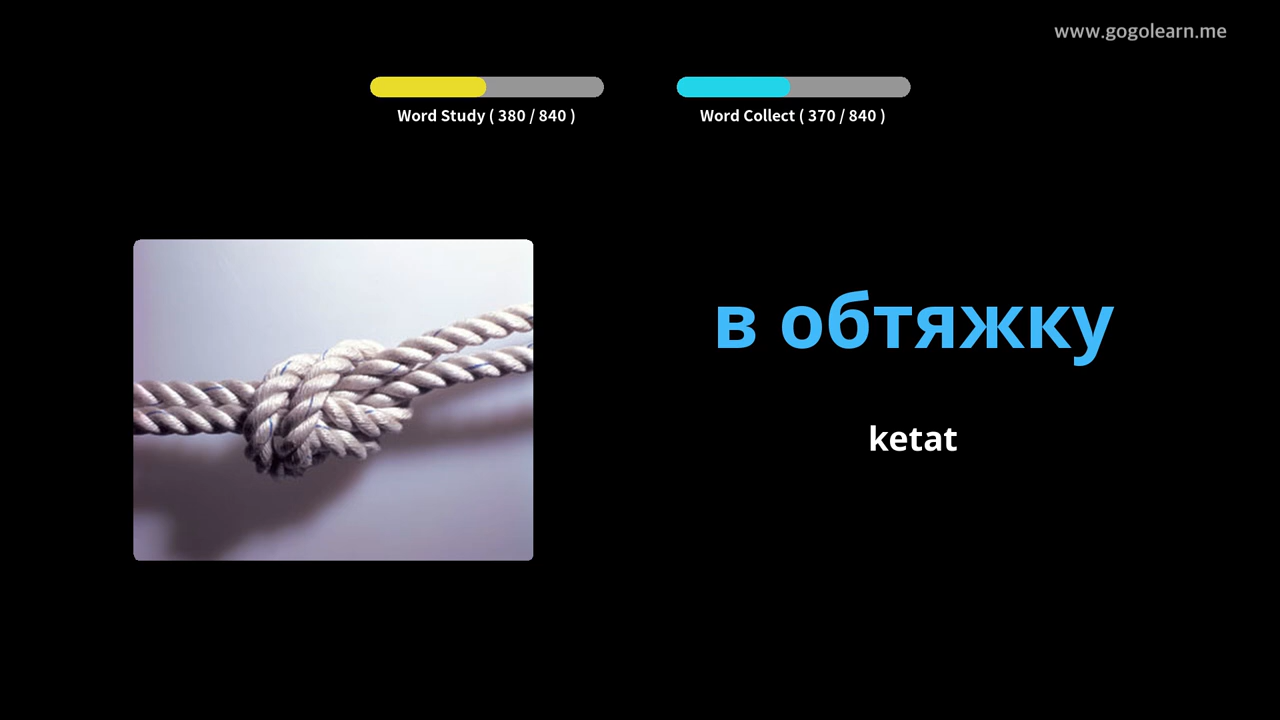 www.gogolearn.me
Word Study ( 380 / 840 )
Word Collect ( 370 / 840 )
в обтяжку
ketat